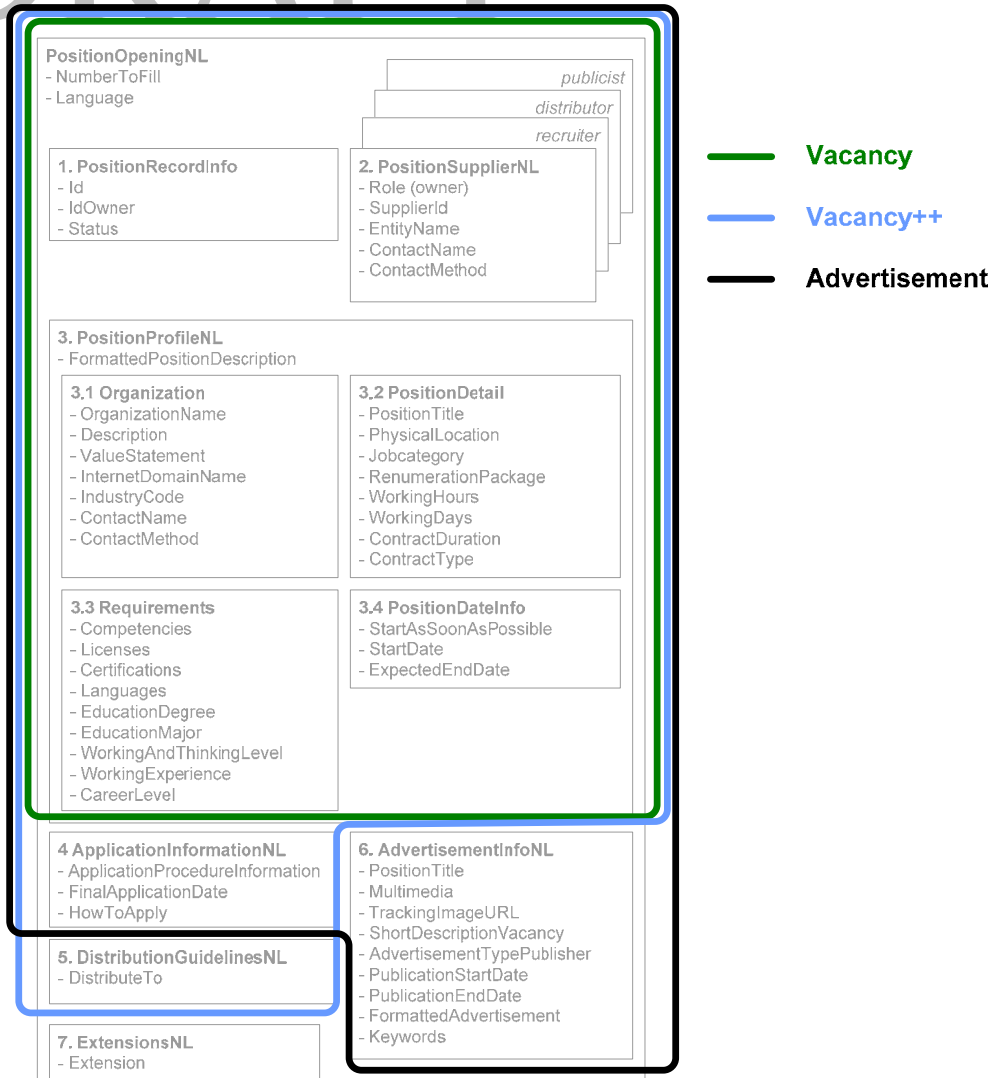 PositionOpeningNL
- NumberToFill
- Language
publicist
distributor
recruiter
1. PositionRecordInfo
- Id
- IdOwner
- Status
2. PositionSupplierNL
- Role (owner)
- SupplierId
- EntityName
- ContactName
- ContactMethod
3. PositionProfileNL
- FormattedPositionDescription
3.1 Organization
- OrganizationName
- Description
- ValueStatement
- InternetDomainName
- IndustryCode
- ContactName
- ContactMethod
3.2 PositionDetail
- PositionTitle
- PhysicalLocation
- Jobcategory
- RenumerationPackage
- WorkingHours
- WorkingDays
- ContractDuration
- ContractType
3.3 Requirements
- Competencies
- Licenses
- Certifications
- Languages
- EducationDegree
- EducationMajor
- WorkingAndThinkingLevel
- WorkingExperience
- CareerLevel
3.4 PositionDateInfo
- StartAsSoonAsPossible
- StartDate
- ExpectedEndDate
4 ApplicationInformationNL
- ApplicationProcedureInformation
- FinalApplicationDate
- HowToApply
5. DistributionGuidelinesNL
- DistributeTo
6. AdvertisementInfoNL
- PositionTitle
- Multimedia
- TrackingImageURL
- ShortDescriptionVacancy
- AdvertisementTypePublisher
- PublicationStartDate
- PublicationEndDate
- FormattedAdvertisement
- Keywords
7. ExtensionsNL
- Extension
Vacancy
Vacancy++
Advertisement